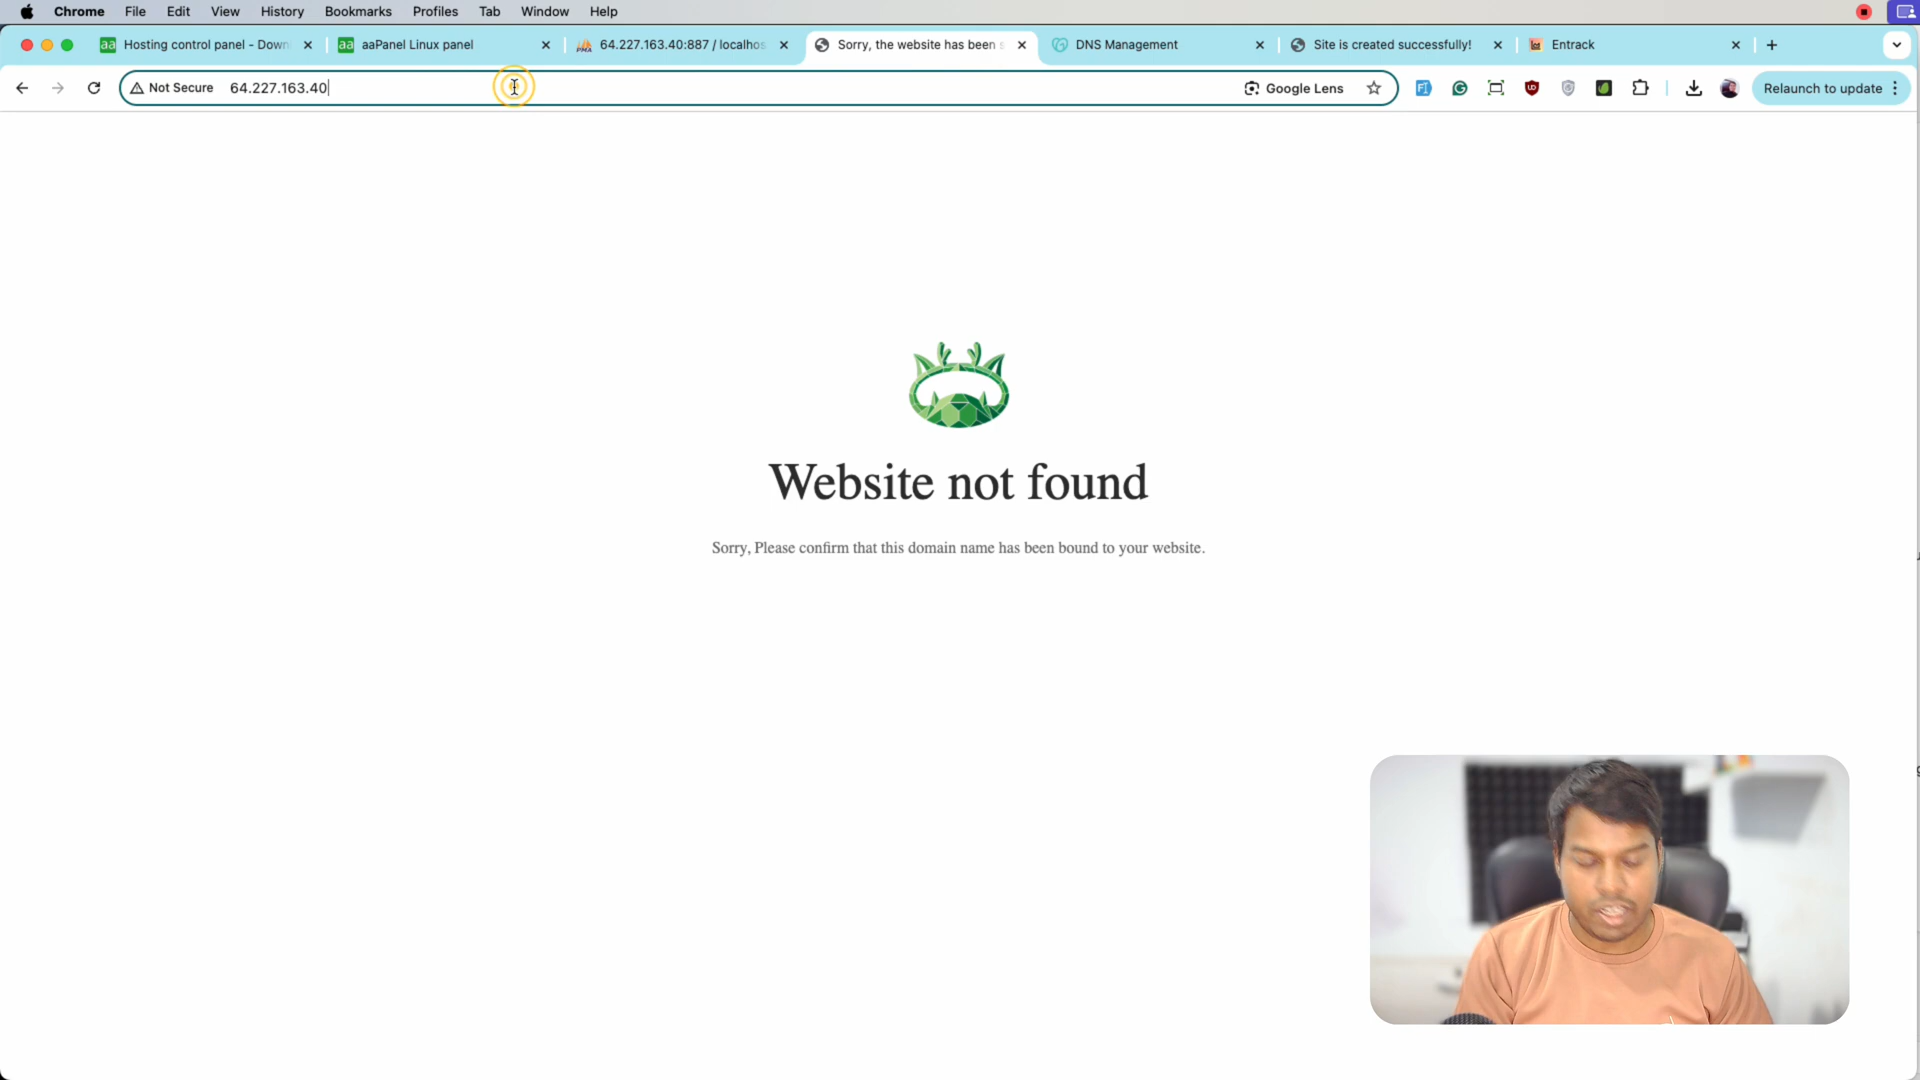 Chrome File Edit View History Bookmarks Profiles Tab Window Help
aa Hosting control panel - Down
aa aaPanel Linux panel
PMA 64.227.163.40:887 / localhos
Sorry, the website has been s
DNS Management
Site is created successfully!
Entrack
Not Secure 64.227.163.40
Google Lens
Relaunch to update
Website not found
Sorry, Please confirm that this domain name has been bound to your website.